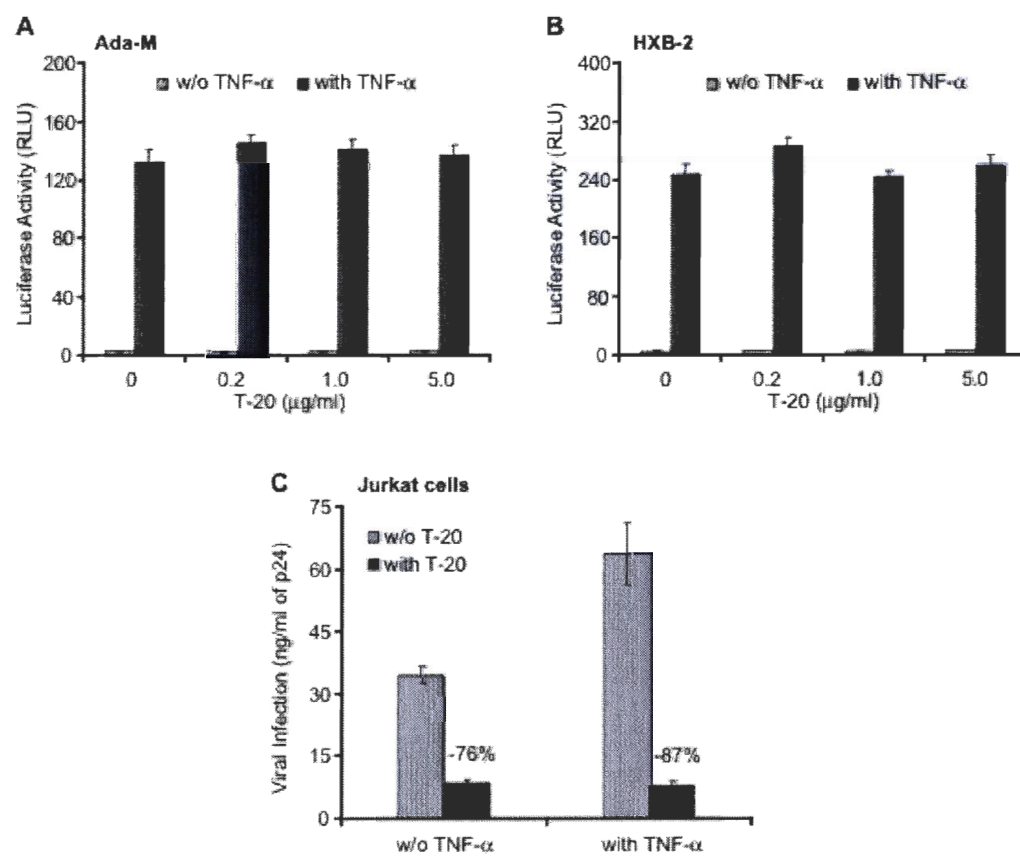 A
Ada-M
200
160
120
80
40
0
Luciferase Activity (RLU)
w/o TNF-α with TNF-α
0 0.2 1.0 5.0
T-20 (µg/ml)
B
HXB-2
400
320
240
160
80
0
Luciferase Activity (RLU)
w/o TNF-α with TNF-α
0 0.2 1.0 5.0
T-20 (µg/ml)
C
Jurkat cells
75
60
45
30
15
0
Viral Infection (ng/ml of p24)
w/o T-20
with T-20
-76%
-87%
w/o TNF-α with TNF-α